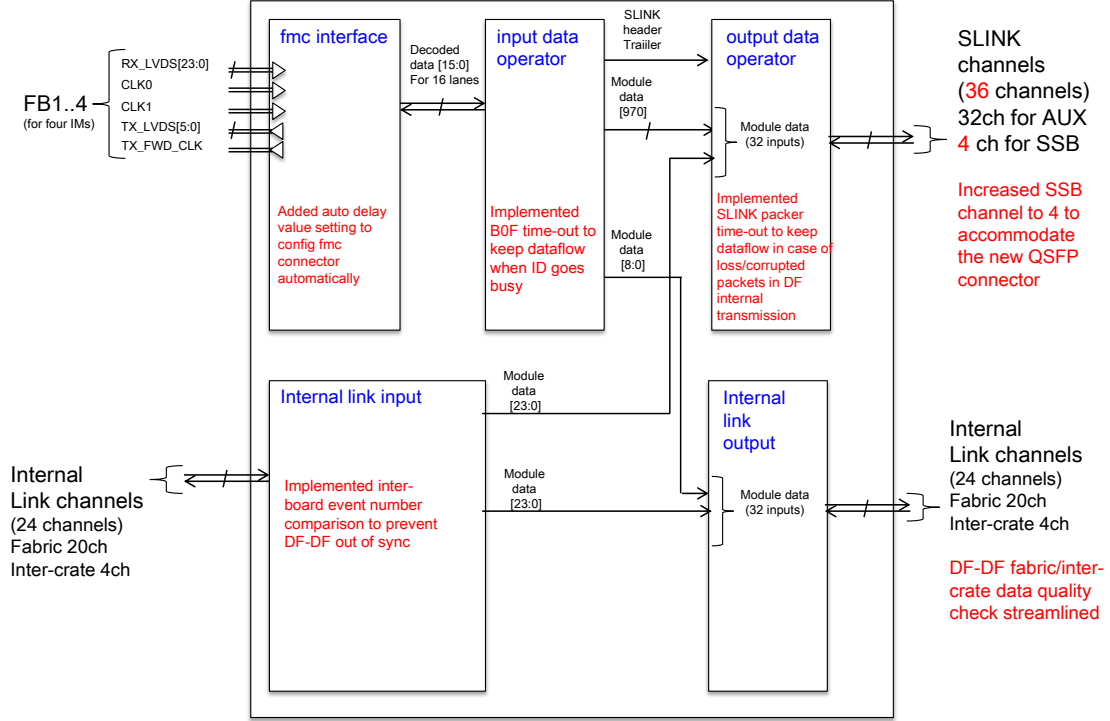 fmc interface
input data
operator
output data
operator
SLINK
header
Traiiler
Decoded
data [15:0]
For 16 lanes
Module
data
[970]
RX_LVDS[23:0)
CLK0
CLK1
TX_LVDS[5:0]
TX_FWD_CLK
FB1..4
(for four IMs)
Module data
(32 inputs)
SLINK
channels
(36 channels)
32ch for AUX
4 ch for SSB
Increased SSB
channel to 4 to
accommodate
the new QSFP
connector
Added auto delay
value setting to
config fmc
connector
automatically
Implemented
B0F time-out to
keep dataflow
when ID goes
busy
Module
data
[8:0]
Implemented
SLINK packer
time-out to keep
dataflow in case of
loss/corrupted
packets in DF
internal
transmission
Internal link input
Module
data
[23:0]
Internal
link
output
Implemented inter-
board event number
comparison to prevent
DF-DF out of sync
Module
data
[23:0]
Module data
(32 inputs)
Internal
Link channels
(24 channels)
Fabric 20ch
Inter-crate 4ch
Internal
Link channels
(24 channels)
Fabric 20ch
Inter-crate 4ch
DF-DF fabric/inter-
crate data quality
check streamlined